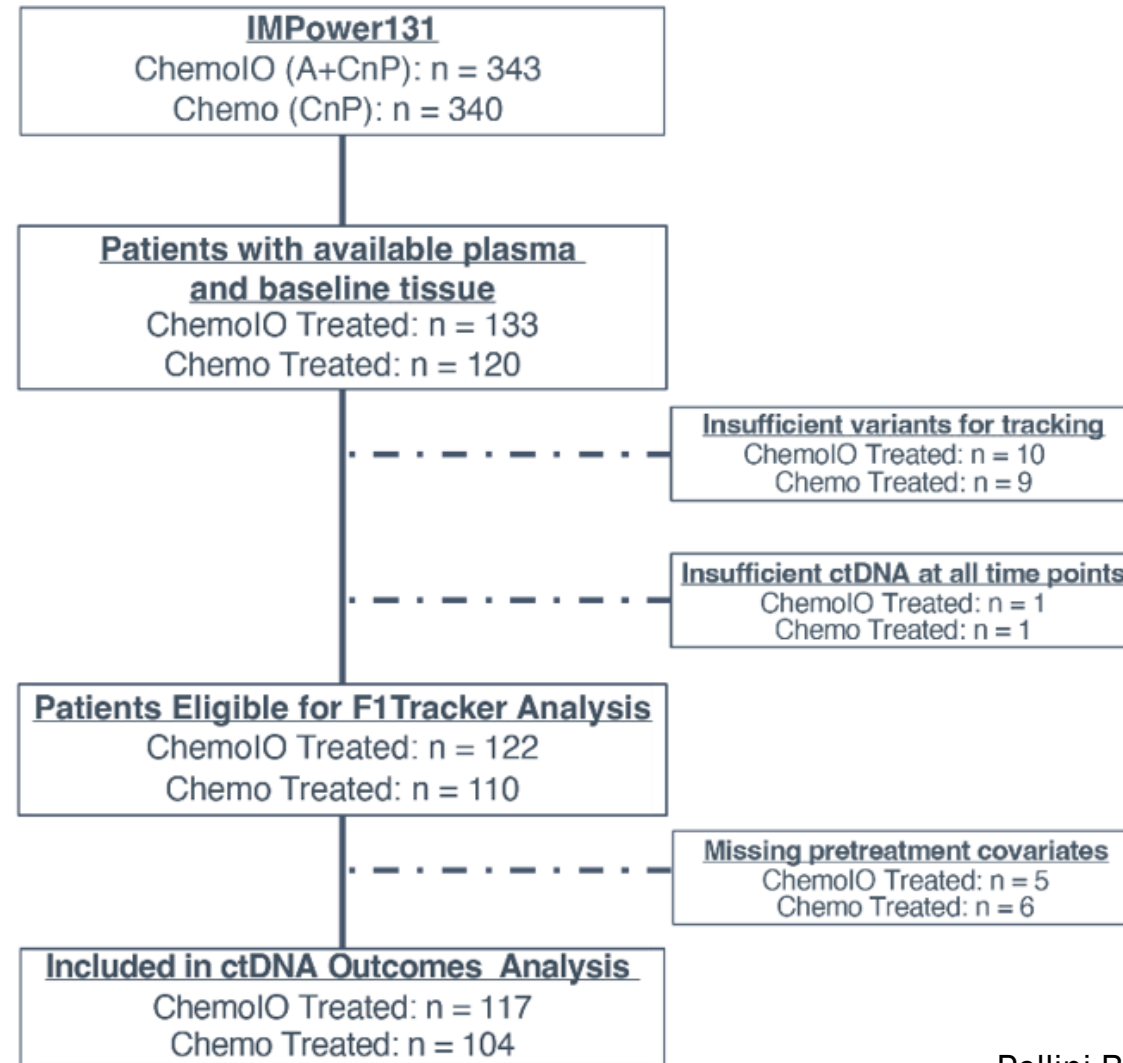 IMPower131
ChemoIO (A+CnP): n = 343
Chemo (CnP): n = 340
Patients with available plasma
and baseline tissue
ChemoIO Treated: n = 133
Chemo Treated: n = 120
Insufficient variants for tracking
ChemoIO Treated: n = 10
Chemo Treated: n = 9
Insufficient ctDNA at all time points
ChemoIO Treated: n = 1
Chemo Treated: n = 1
Patients Eligible for F1Tracker Analysis
ChemoIO Treated: n = 122
Chemo Treated: n = 110
Missing pretreatment covariates
ChemoIO Treated: n = 5
Chemo Treated: n = 6
Included in ctDNA Outcomes Analysis
ChemoIO Treated: n = 117
Chemo Treated: n = 104